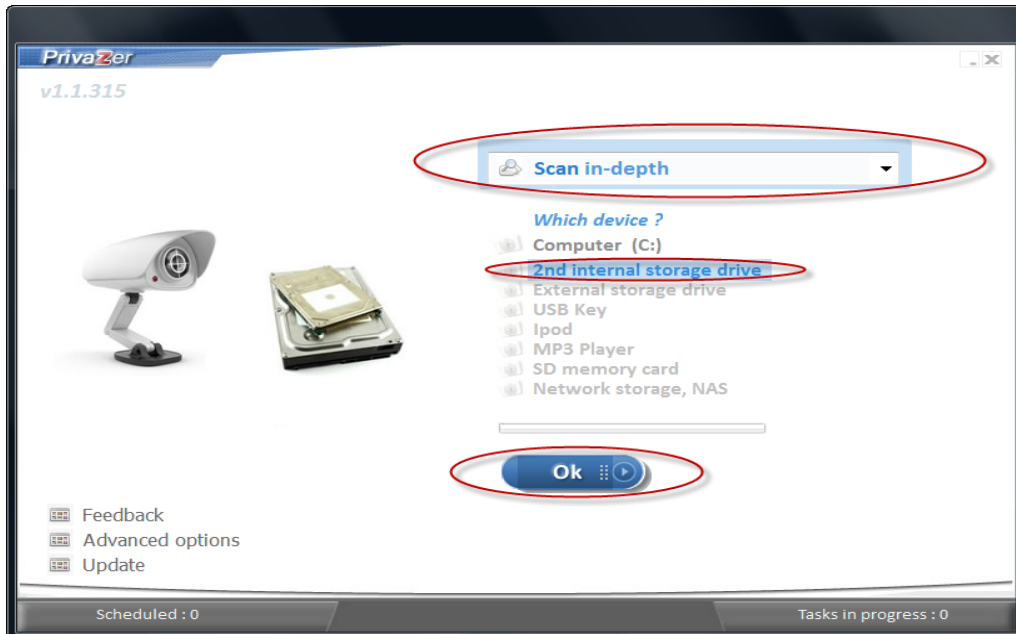 PrivaZer
v1.1.315
Scan in-depth
Which device ?
Computer (C:)
2nd internal storage drive
External storage drive
USB Key
Ipod
MP3 Player
SD memory card
Network storage, NAS
Ok
Feedback
Advanced options
Update
Scheduled : 0
Tasks in progress : 0